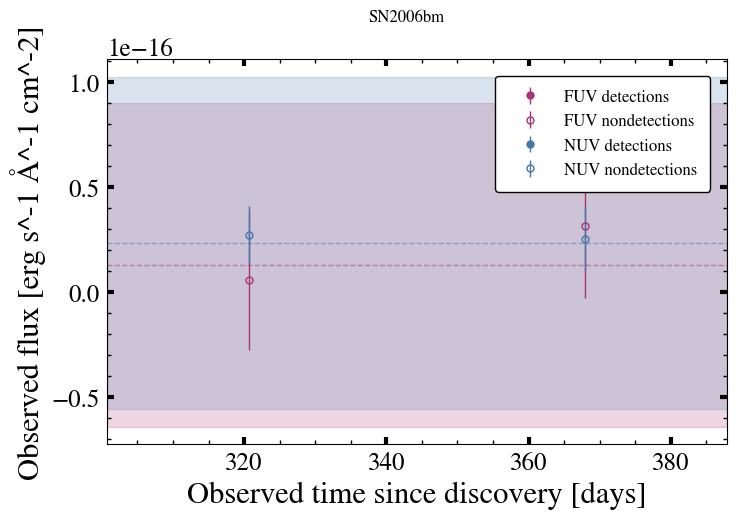 SN2006bm
1e−16
1.0
0.5
0.0
−0.5
Observed flux [erg s^-1 Å^-1 cm^-2]
FUV detections
FUV nondetections
NUV detections
NUV nondetections
320
340
360
380
Observed time since discovery [days]